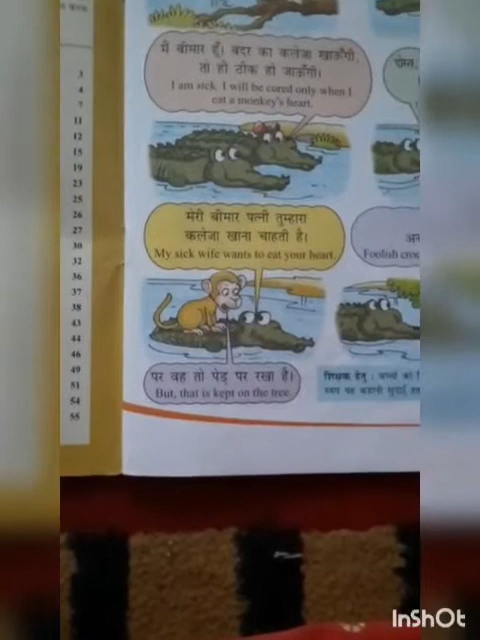 3
4
7
11
12
15
19
23
25
26
27
30
32
36
37
38
43
44
46
49
51
54
55
मैं बीमार हूँ। बंदर का कलेजा खाऊँगी,
तो ही ठीक हो जाऊँगी।
I am sick. I will be cured only when I
eat a monkey's heart.
मेरी बीमार पत्नी तुम्हारा
कलेजा खाना चाहती है।
My sick wife wants to eat your heart.
Foolish
पर वह तो पेड़ पर रखा है।
But, that is kept on the tree.
शिक्षक हेतु :
InShOt